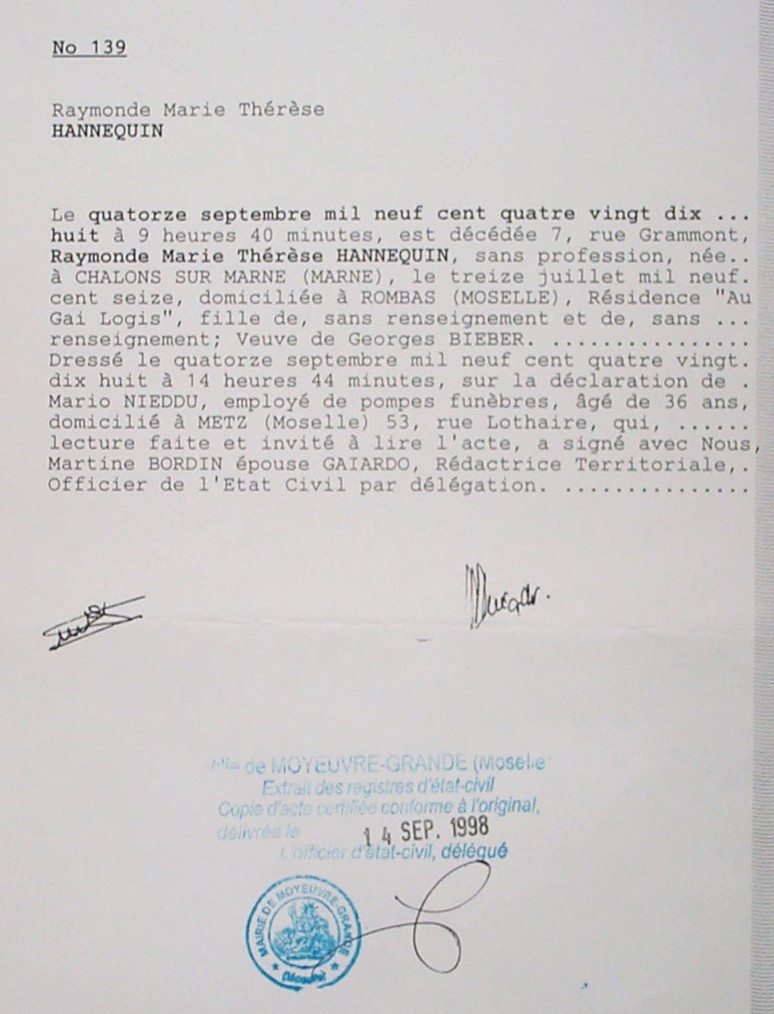 No 139
Raymonde Marie Thérèse
HANNEQUIN
Le quatorze septembre mil neuf cent quatre vingt dix ...
huit à 9 heures 40 minutes, est décédée 7, rue Grammont,
Raymonde Marie Thérèse HANNEQUIN, sans profession, née..
à CHALONS SUR MARNE (MARNE), le treize juillet mil neuf.
cent seize, domiciliée à ROMBAS (MOSELLE), Résidence "Au
Gai Logis", fille de, sans renseignement et de, sans ...
renseignement; Veuve de Georges BIEBER. ................
Dressé le quatorze septembre mil neuf cent quatre vingt.
dix huit à 14 heures 44 minutes, sur la déclaration de .
Mario NIEDDU, employé de pompes funèbres, âgé de 36 ans,
domicilié à METZ (Moselle) 53, rue Lothaire, qui, ......
lecture faite et invité à lire l'acte, a signé avec Nous,
Martine BORDIN épouse GAIARDO, Rédactrice Territoriale,.
Officier de l'Etat Civil par délégation. ...............
de MOYEUVRE-GRANDE (Moselle
Extrait des registres d'état-civil
Copie d'acte certifiée conforme à l'original,
délivrée le 14 SEP. 1998
L'officier d'état-civil, délégué
MAIRIE DE MOYEUVRE-GRANDE
(Moselle)